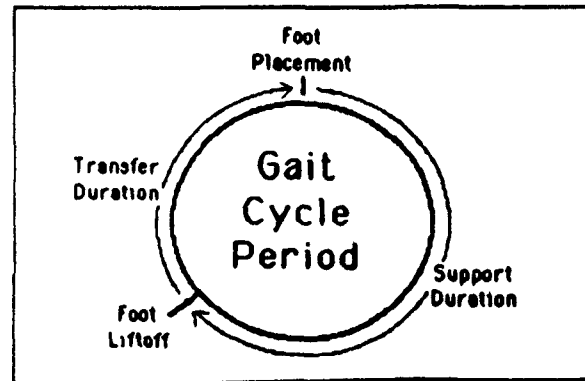 Foot
Placement
Transfer
Duration
Gait
Cycle
Period
Support
Duration
Foot
Liftoff